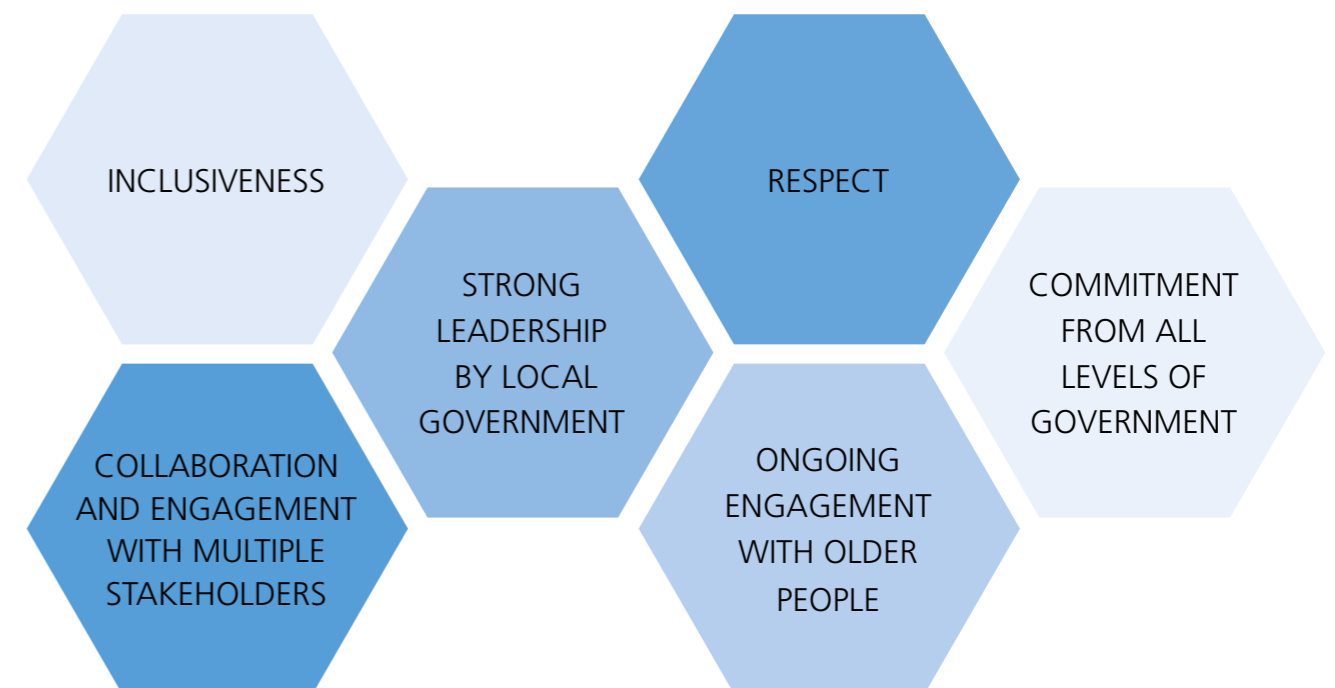 INCLUSIVENESS
RESPECT
STRONG
LEADERSHIP
BY LOCAL
GOVERNMENT
COMMITMENT
FROM ALL
LEVELS OF
GOVERNMENT
COLLABORATION
AND ENGAGEMENT
WITH MULTIPLE
STAKEHOLDERS
ONGOING
ENGAGEMENT
WITH OLDER
PEOPLE